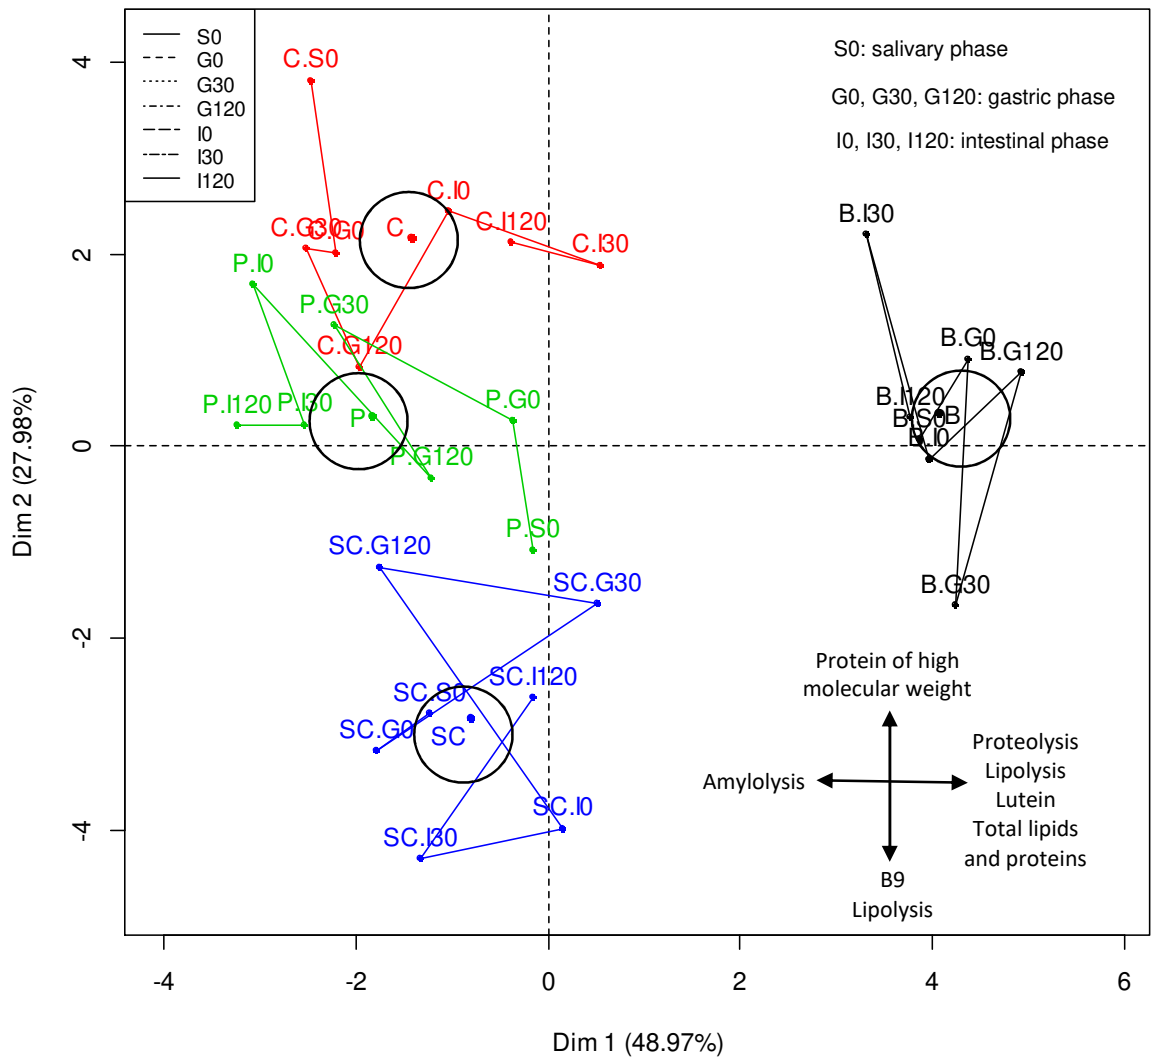 S0
G0
G30
G120
I0
I30
I120
S0: salivary phase
G0, G30, G120: gastric phase
I0, I30, I120: intestinal phase
C.S0
C.I0
C.I120
C.I30
C.G30
C.G0
C
C.G120
P.I0
P.G30
P.G0
P.I120
P.I30
P
P.G120
P.S0
B.I30
B.G0
B.G120
B.I120
B.S0
B
B.I0
B.G30
SC.G120
SC.G30
SC.I120
SC.S0
SC.G0
SC
SC.I0
SC.I30
Protein of high
molecular weight
Amylolysis
Proteolysis
Lipolysis
Lutein
Total lipids
and proteins
B9
Lipolysis
4
2
0
-2
-4
Dim 2 (27.98%)
-4
-2
0
2
4
6
Dim 1 (48.97%)